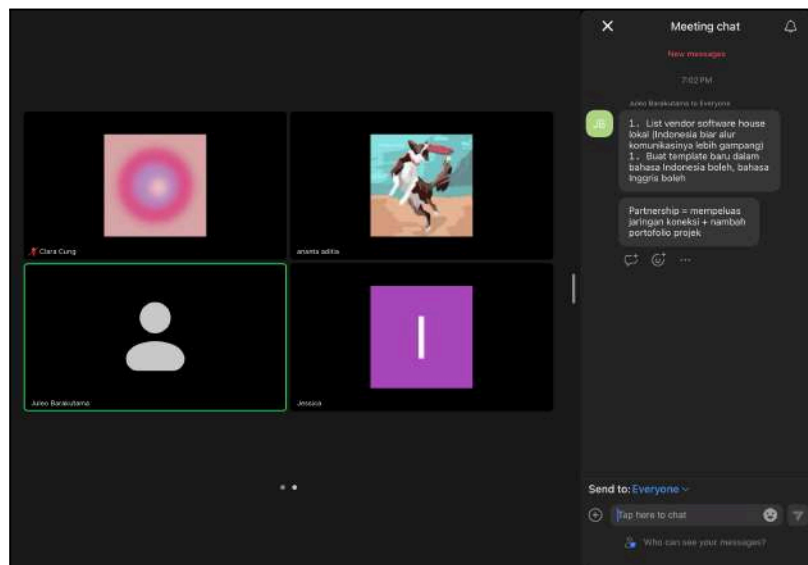 Meeting chat
New messages
7:02 PM
Juleo Barakutama to Everyone
JB
1. List vendor software house
lokal (Indonesia biar alur
komunikasinya lebih gampang)
1. Buat template baru dalam
bahasa Indonesia boleh, bahasa
Inggris boleh
Partnership = mempeluas
jaringan koneksi + nambah
portofolio projek
Clara Cung
ananta aditia
Juleo Barakutama
I
Jessica
Send to: Everyone
Tap here to chat
Who can see your messages?